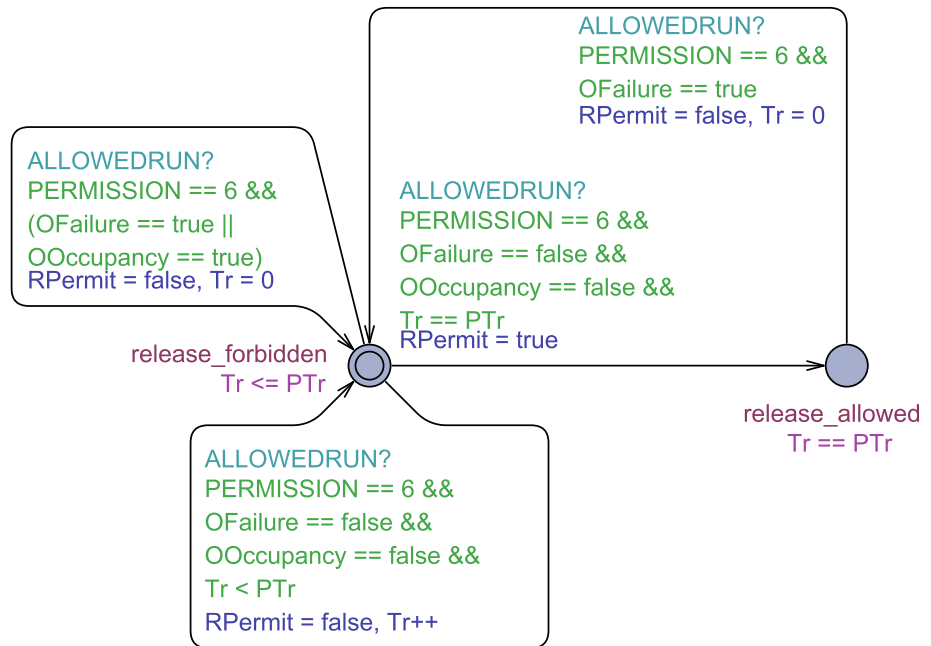 ALLOWEDRUN?
PERMISSION == 6 &&
OFailure == true
RPermit = false, Tr = 0
ALLOWEDRUN?
PERMISSION == 6 &&
(OFailure == true ||
OOccupancy == true)
RPermit = false, Tr = 0
ALLOWEDRUN?
PERMISSION == 6 &&
OFailure == false &&
OOccupancy == false &&
Tr == PTr
RPermit = true
release_forbidden
Tr <= PTr
release_allowed
Tr == PTr
ALLOWEDRUN?
PERMISSION == 6 &&
OFailure == false &&
OOccupancy == false &&
Tr < PTr
RPermit = false, Tr++